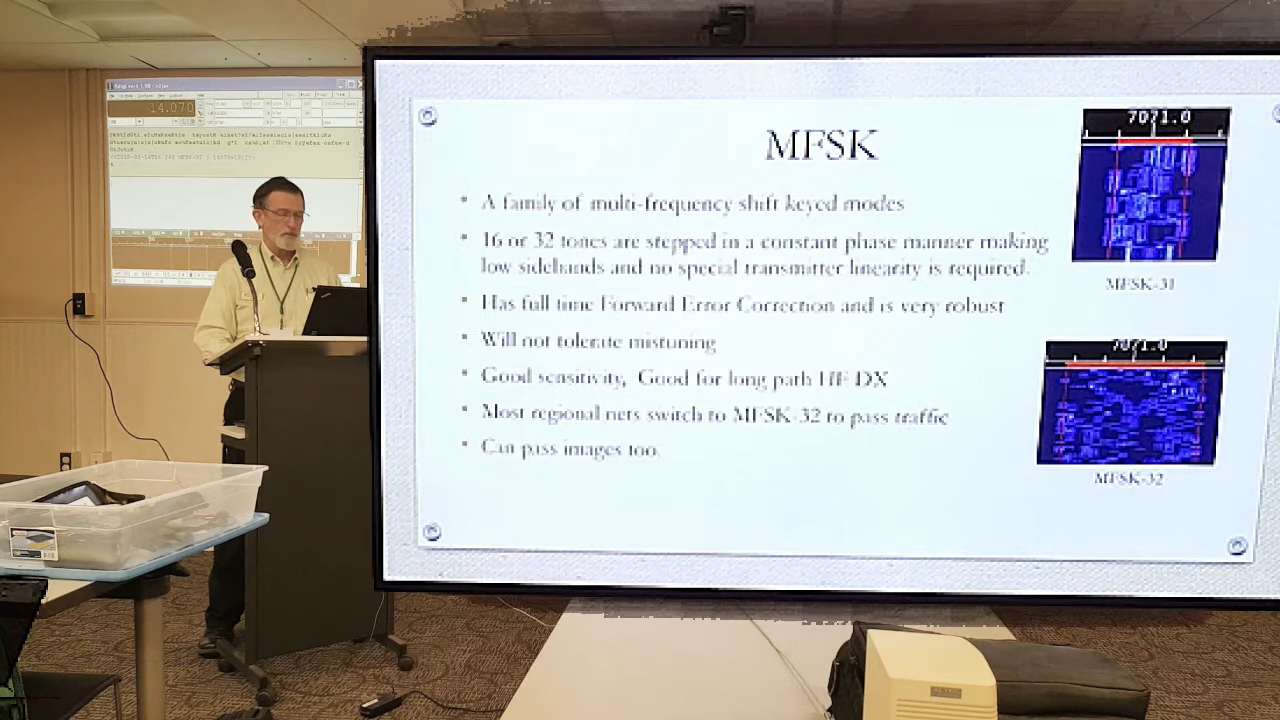 14.070
MFSK
• A family of multi-frequency shift keyed modes
• 16 or 32 tones are stepped in a constant phase manner making
low sidebands and no special transmitter linearity is required.
• Has full time Forward Error Correction and is very robust
• Will not tolerate mistuning
• Good sensitivity, Good for long path HF DX
• Most regional nets switch to MFSK-32 to pass traffic
• Can pass images too.
7071.0
MFSK-31
7071.0
MFSK-32